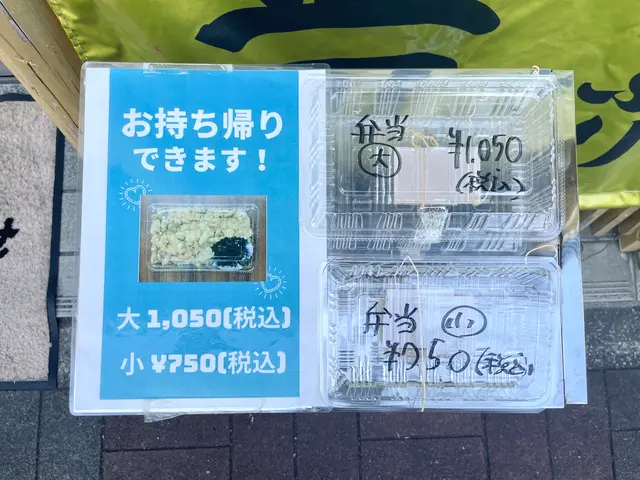 お持ち帰り
できます！
大 1,050(税込)
小 ¥750(税込)
弁当
大
¥1,050
(税込)
弁当 小
¥750(税込)